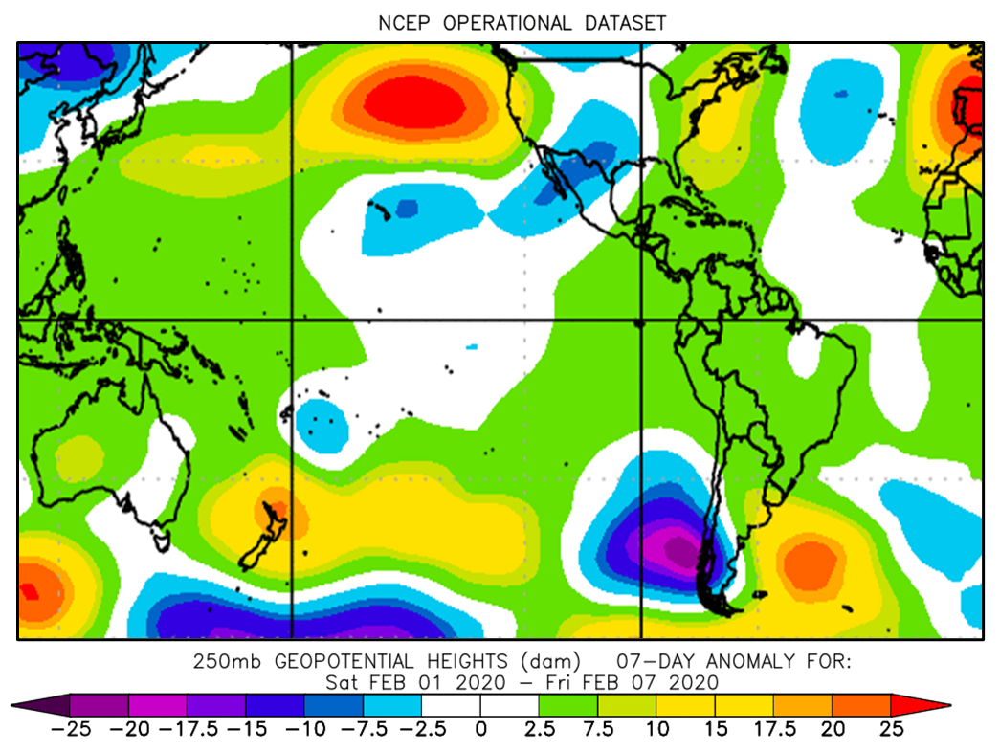 NCEP OPERATIONAL DATASET
250mb GEOPOTENTIAL HEIGHTS (dam) 07-DAY ANOMALY FOR:
Sat FEB 01 2020 - Fri FEB 07 2020
-25 -20 -17.5 -15 -10 -7.5 -2.5 0 2.5 7.5 10 15 17.5 20 25